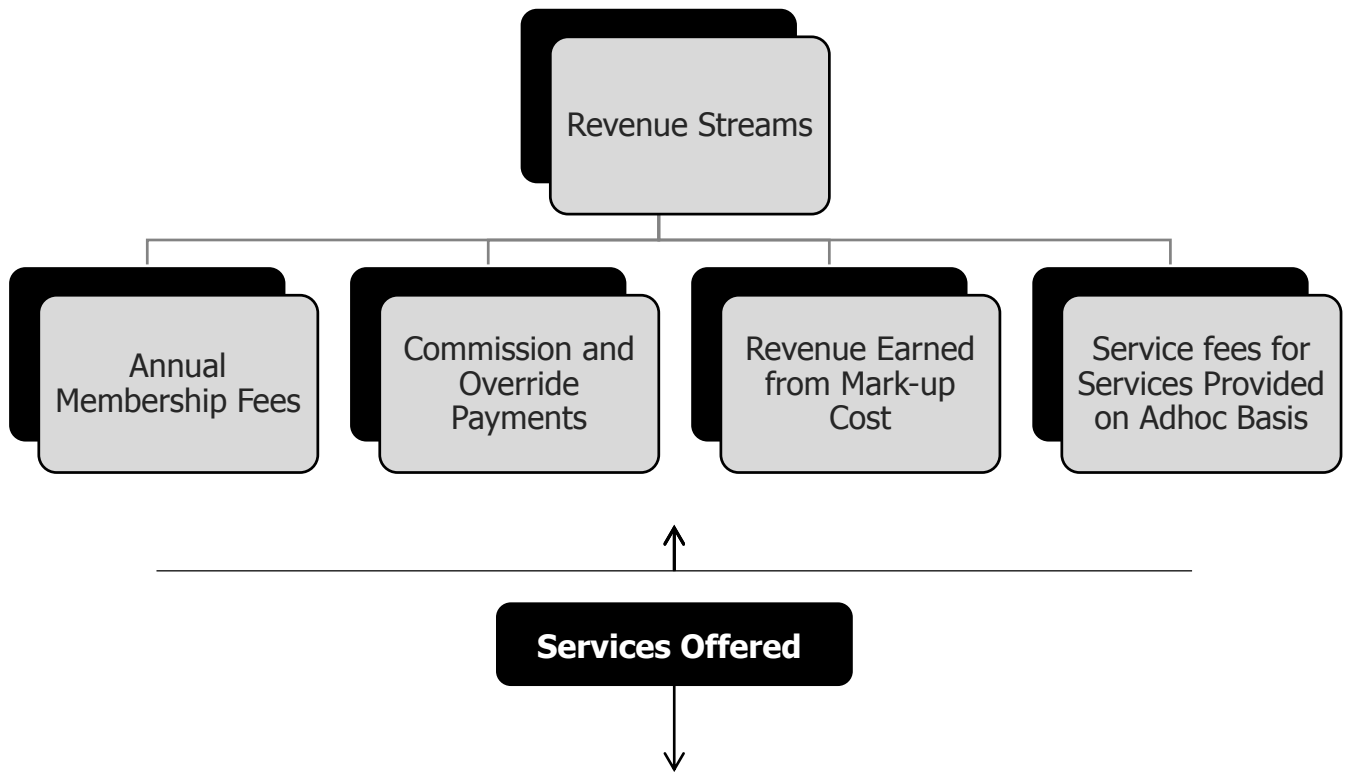 Revenue Streams
Annual
Membership Fees
Commission and
Override
Payments
Revenue Earned
from Mark-up
Cost
Service fees for
Services Provided
on Adhoc Basis
Services Offered